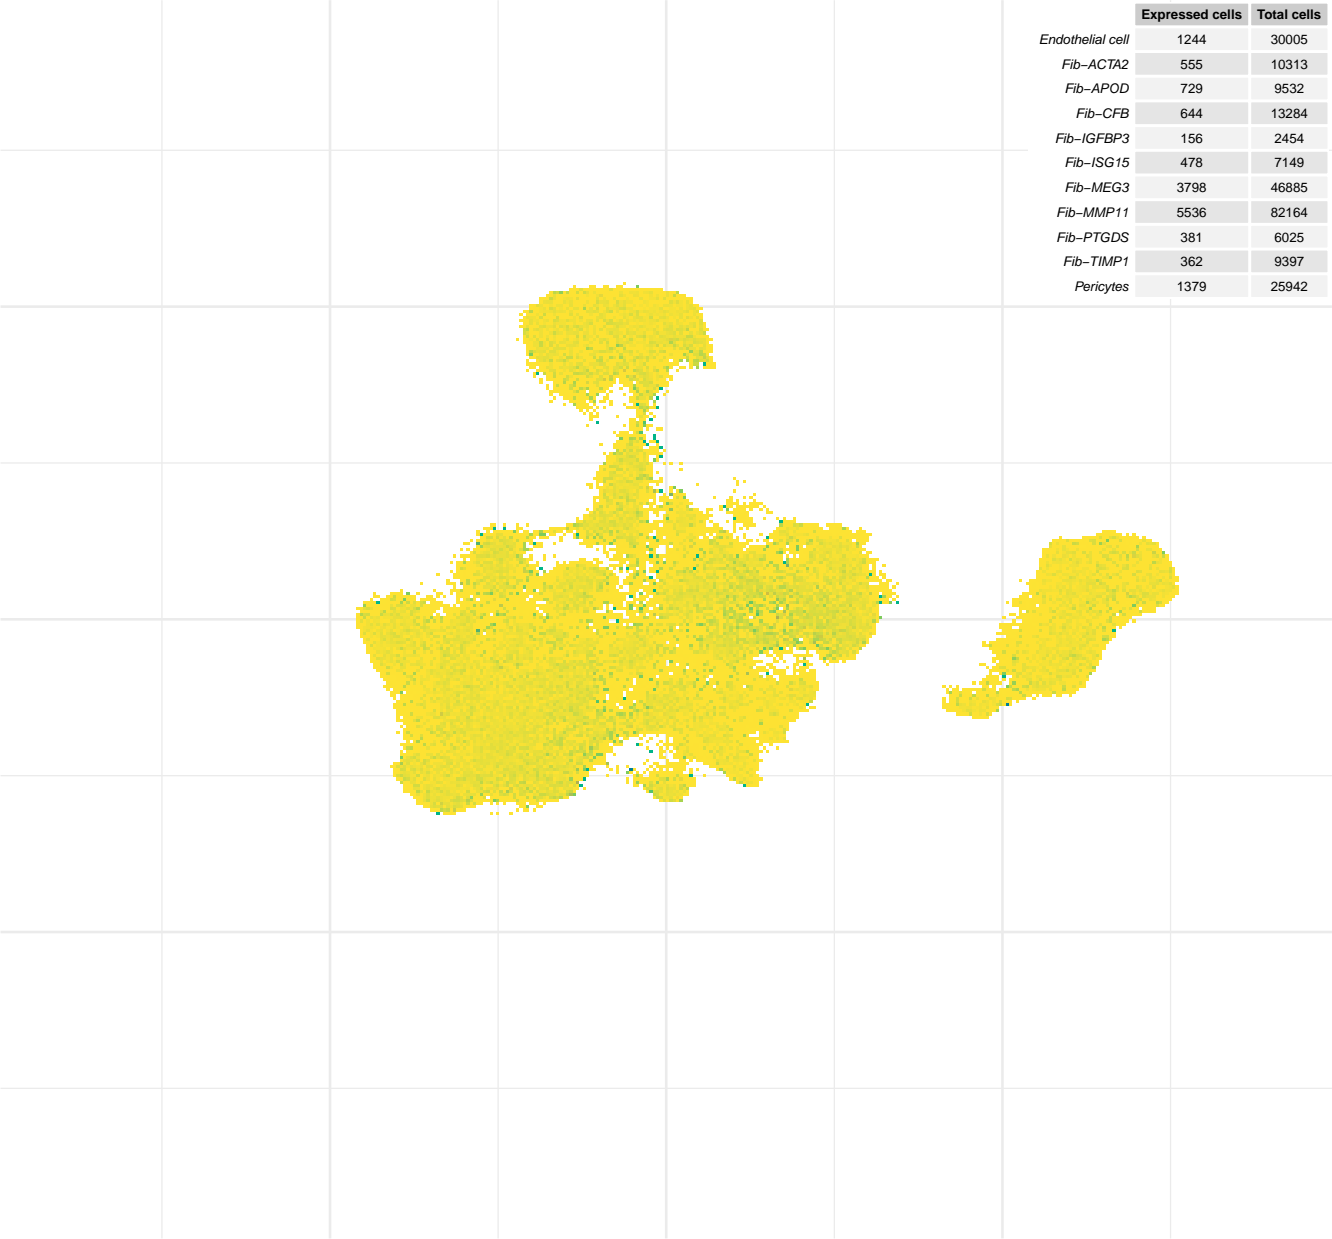 Expressed cells Total cells
Endothelial cell 1244 30005
Fib−ACTA2 555 10313
Fib−APOD 729 9532
Fib−CFB 644 13284
Fib−IGFBP3 156 2454
Fib−ISG15 478 7149
Fib−MEG3 3798 46885
Fib−MMP11 5536 82164
Fib−PTGDS 381 6025
Fib−TIMP1 362 9397
Pericytes 1379 25942